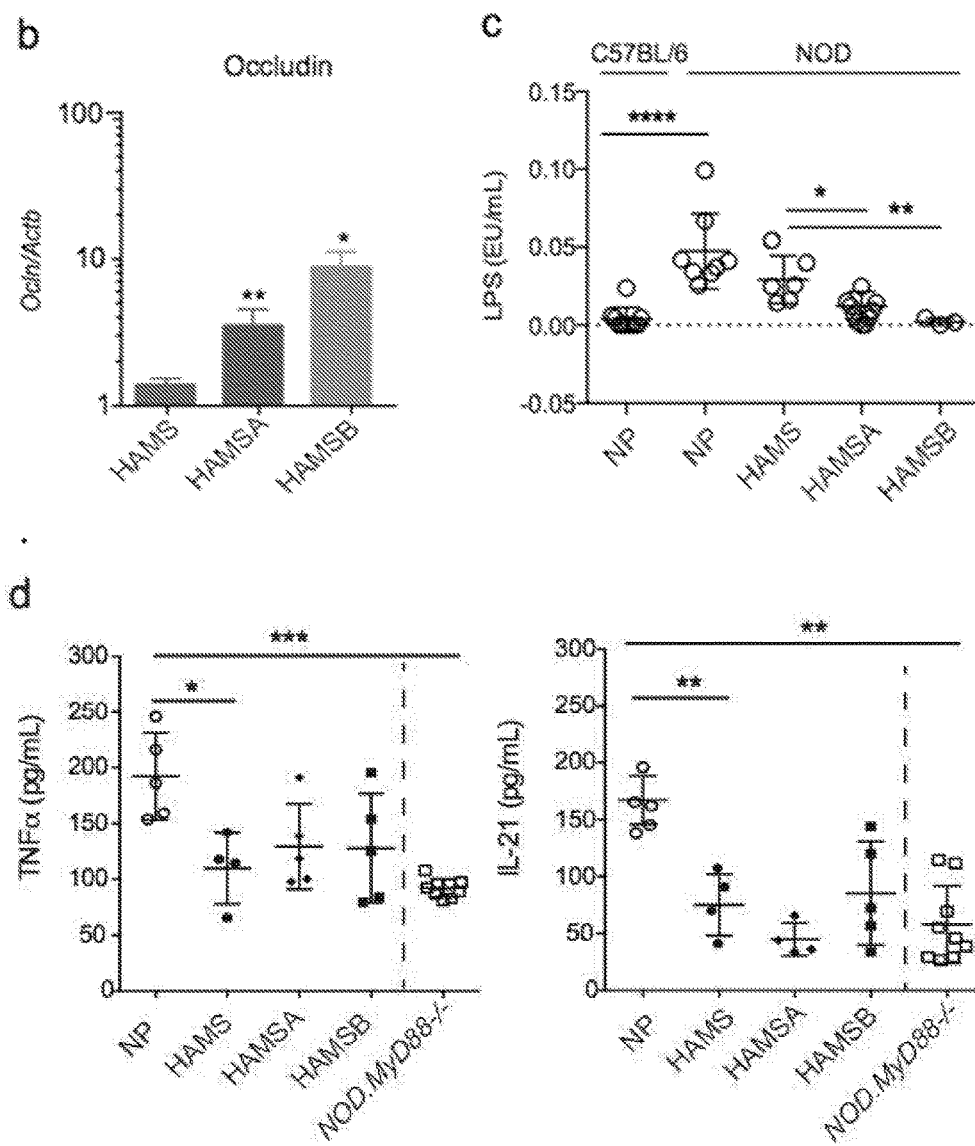 b
Occludin
100
10
1
Ocln/Actb
**
*
HAMS
HAMSA
HAMSB
c
C57BL/6
NOD
0.15
0.10
0.05
0.00
-0.05
LPS (EU/mL)
****
*
**
NP
NP
HAMS
HAMSA
HAMSB
d
300
250
200
150
100
50
0
TNFα (pg/mL)
***
*
NP
HAMS
HAMSA
HAMSB
NOD.MyD88-/-
300
250
200
150
100
50
0
IL-21 (pg/mL)
**
**
NP
HAMS
HAMSA
HAMSB
NOD.MyD88-/-